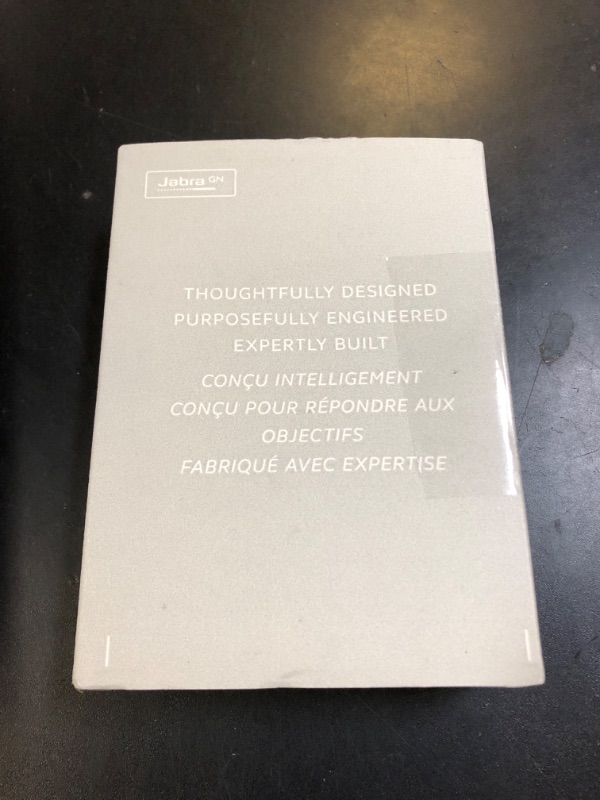 Jabra GN
THOUGHTFULLY DESIGNED
PURPOSEFULLY ENGINEERED
EXPERTLY BUILT
CONÇU INTELLIGEMENT
CONÇU POUR RÉPONDRE AUX
OBJECTIFS
FABRIQUÉ AVEC EXPERTISE